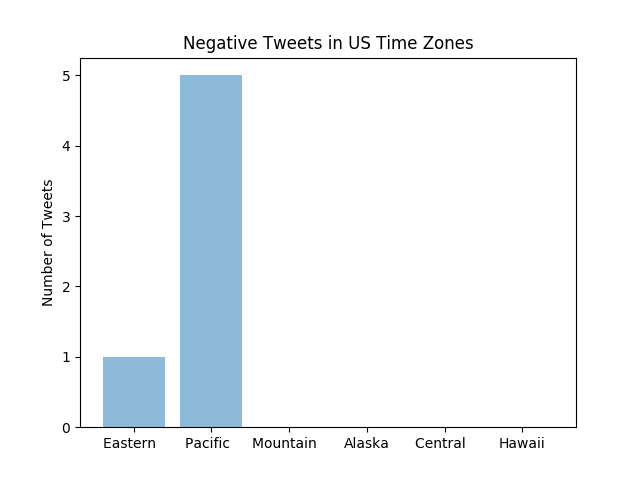 Negative Tweets in US Time Zones
Number of Tweets
5
4
3
2
1
0
Eastern Pacific Mountain Alaska Central Hawaii